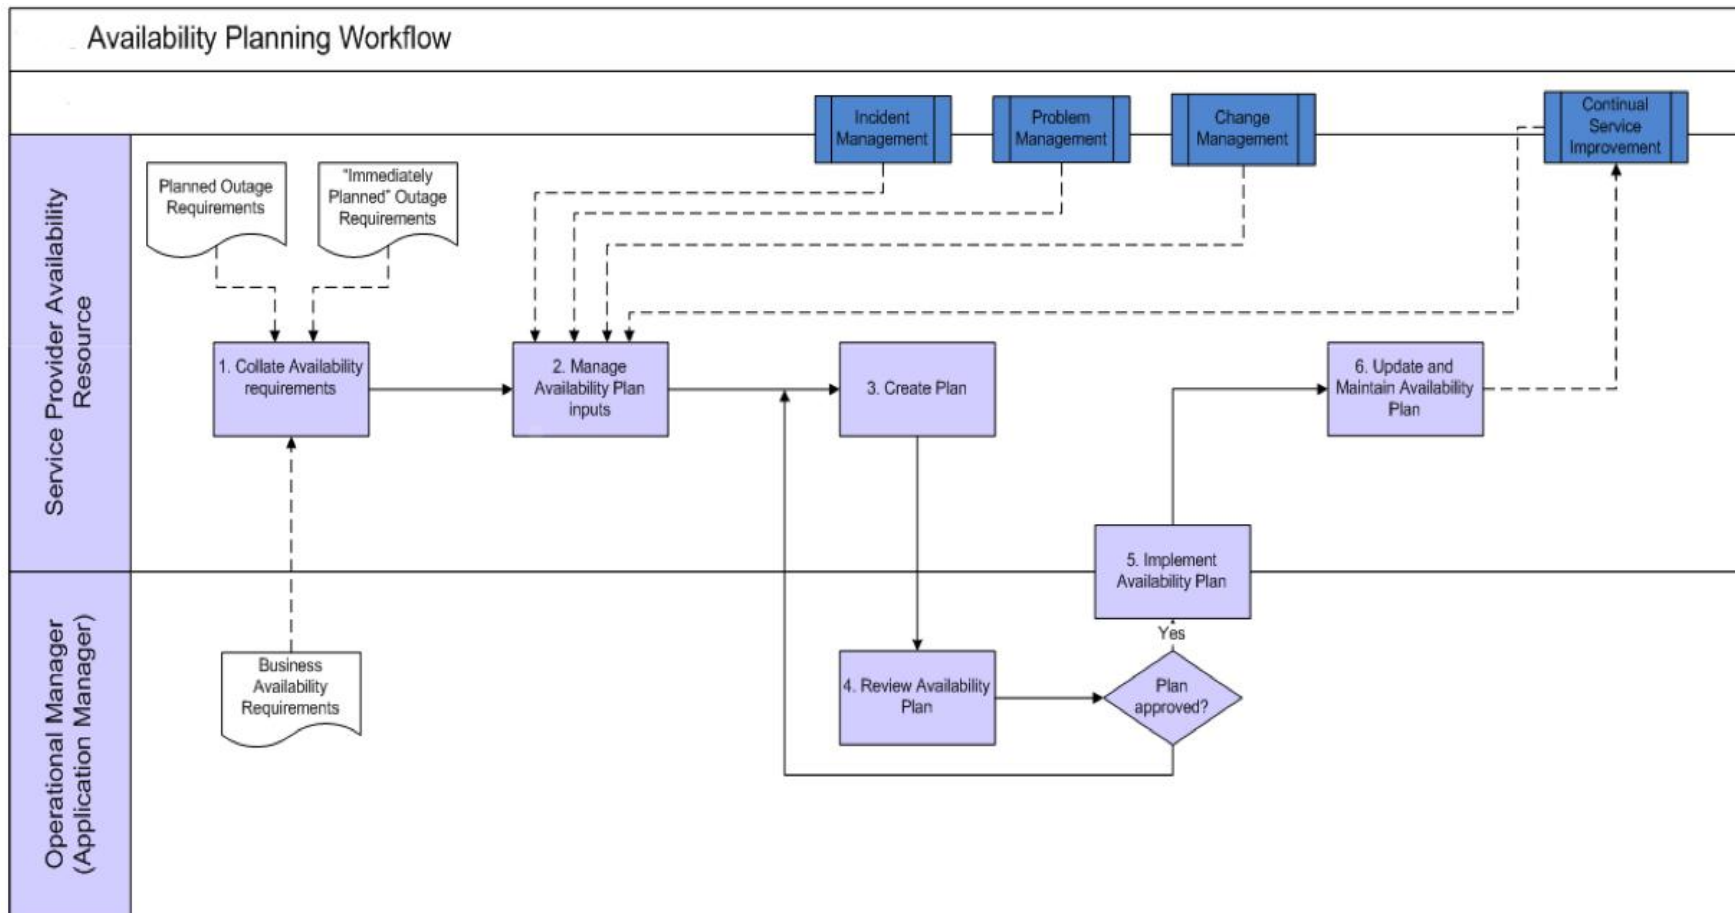 Availability Planning Workflow
Incident
Management
Problem
Management
Change
Management
Continual
Service
Improvement
Service Provider Availability
Resource
Planned Outage
Requirements
"Immediately
Planned" Outage
Requirements
1. Collate Availability
requirements
2. Manage
Availability Plan
inputs
3. Create Plan
6. Update and
Maintain Availability
Plan
5. Implement
Availability Plan
Yes
Operational Manager
(Application Manager)
Business
Availability
Requirements
4. Review Availability
Plan
Plan
approved?